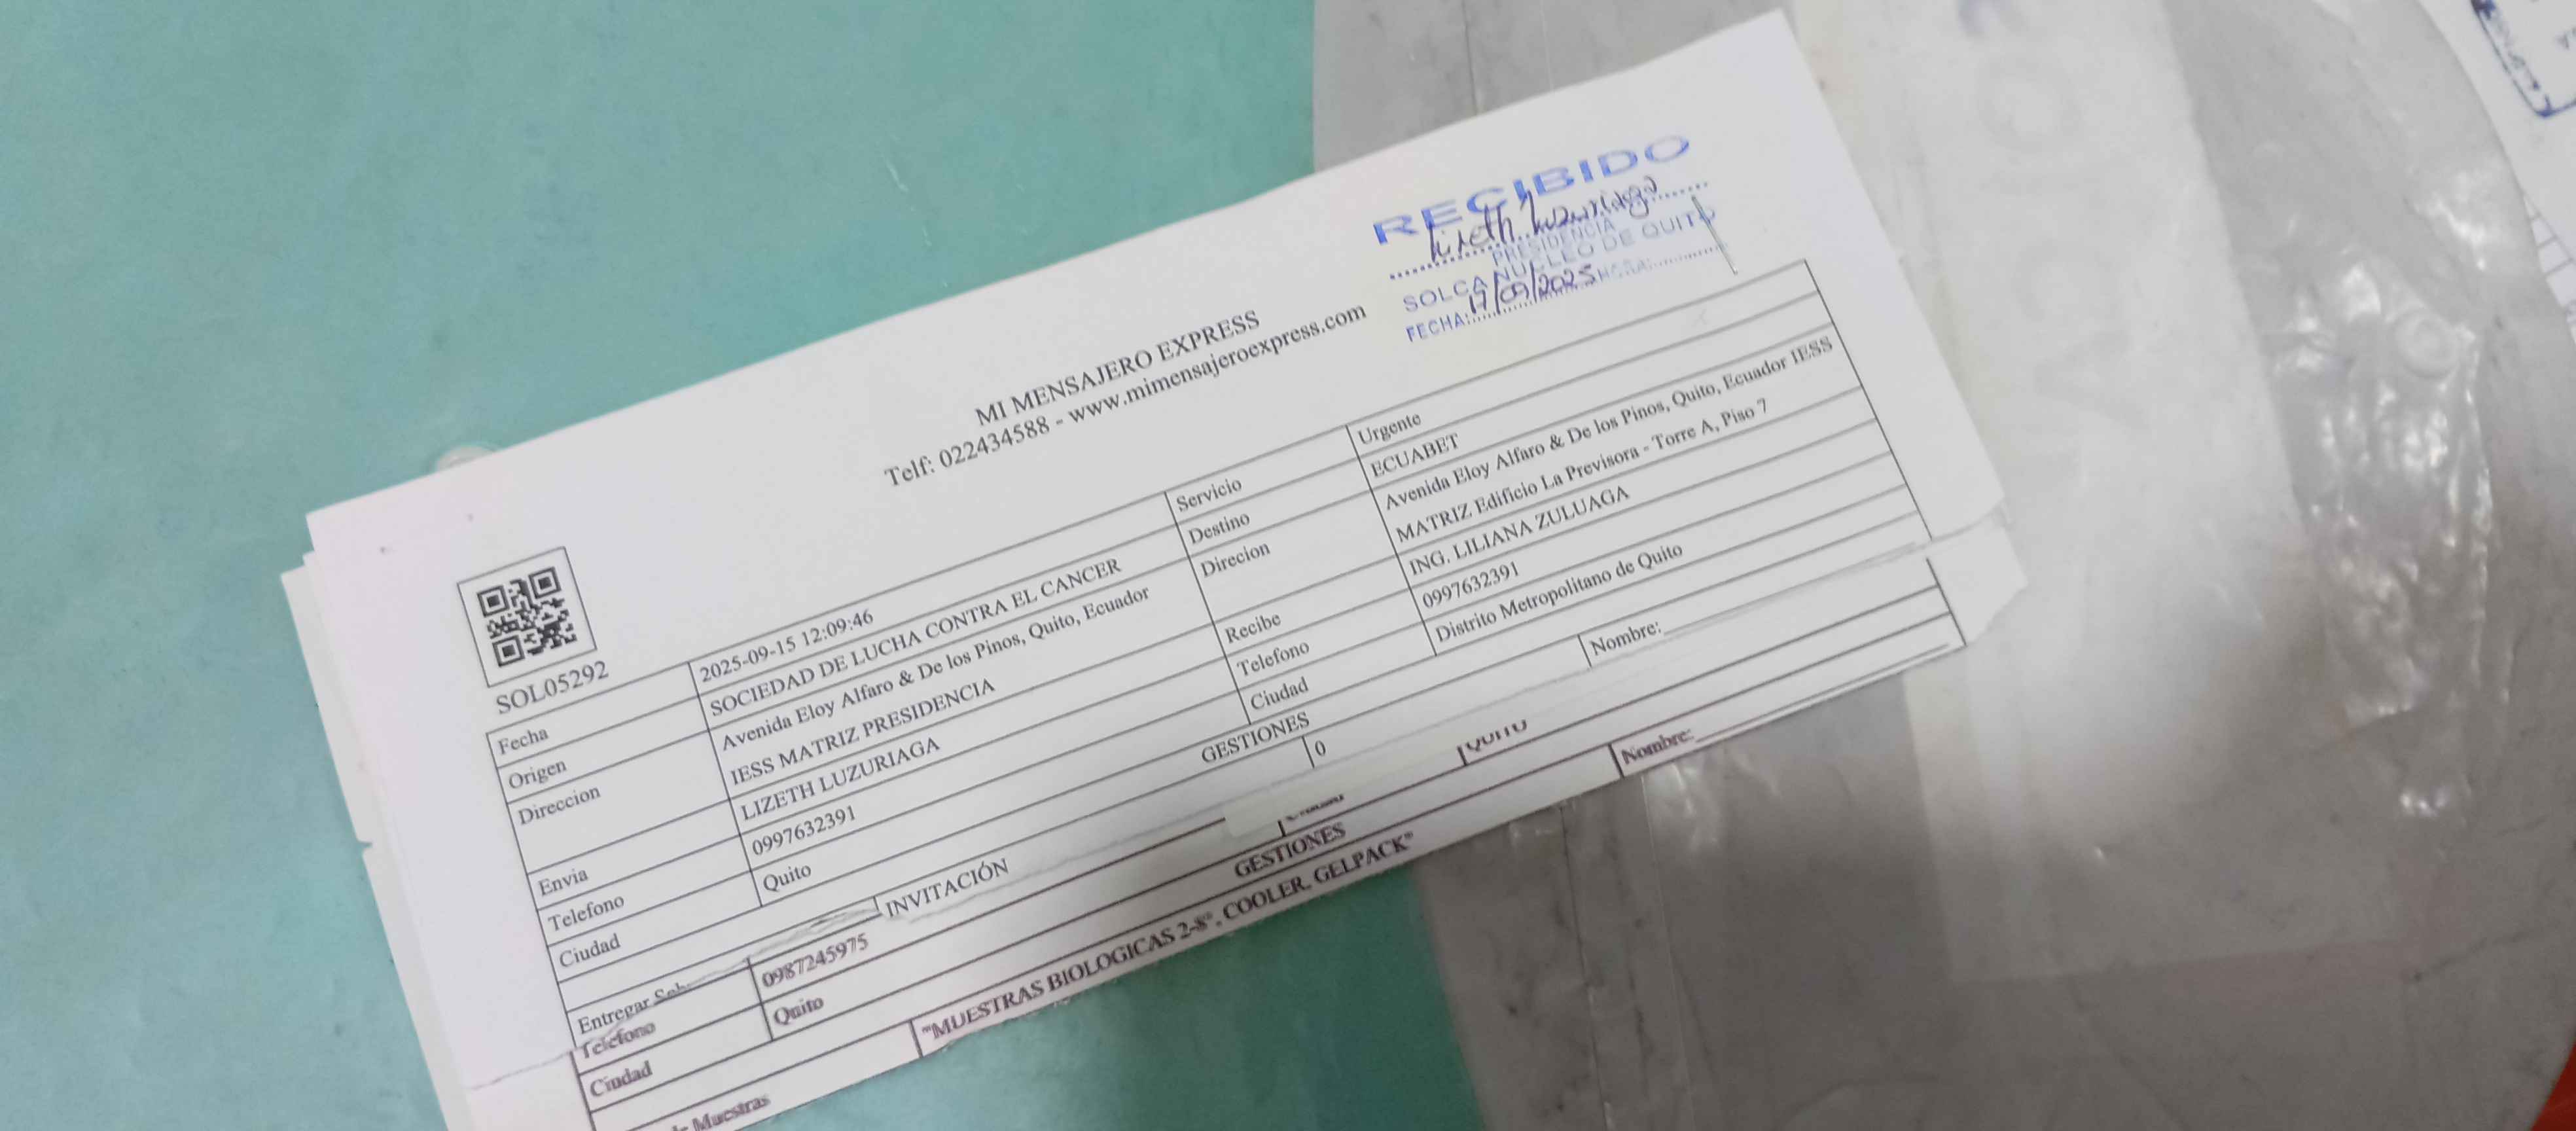 RECIBIDO
Lizeth Luzuriaga
PRESIDENCIA
SOLCA NUCLEO DE QUITO
FECHA: 17/09/2025 HORA:
MI MENSAJERO EXPRESS
Telf: 022434588 - www.mimensajeroexpress.com
SOL05292
Fecha 2025-09-15 12:09:46 Servicio Urgente
Origen SOCIEDAD DE LUCHA CONTRA EL CANCER Destino ECUABET
Direccion Avenida Eloy Alfaro & De los Pinos, Quito, Ecuador Direcion Avenida Eloy Alfaro & De los Pinos, Quito, Ecuador IESS
IESS MATRIZ PRESIDENCIA MATRIZ Edificio La Previsora - Torre A, Piso 7
Envia LIZETH LUZURIAGA Recibe ING. LILIANA ZULUAGA
Telefono 0997632391 Telefono 0997632391
Ciudad Quito Ciudad Distrito Metropolitano de Quito
GESTIONES
Entregar INVITACIÓN 0 Nombre:
Telefono 0987245975
Ciudad Quito QUITO
GESTIONES
Muestras "MUESTRAS BIOLOGICAS 2-8°, COOLER, GELPACK" Nombre: